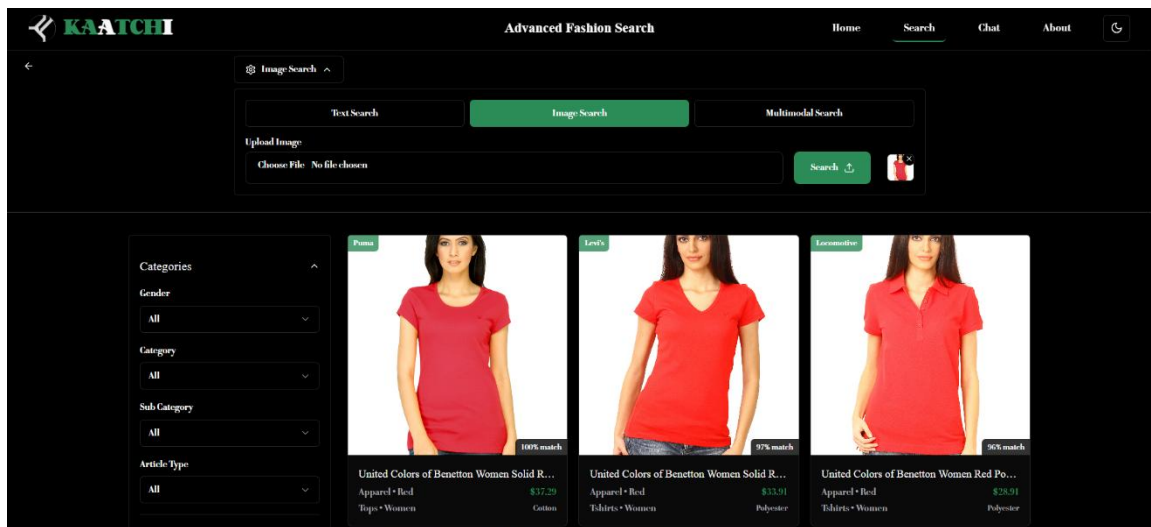 KAATCHI
Advanced Fashion Search
Home Search Chat About
Image Search
Text Search Image Search Multimodal Search
Upload Image
Choose File No file chosen
Search
Categories
Gender
All
Category
All
Sub Category
All
Article Type
All
Puma
100% match
United Colors of Benetton Women Solid R...
Apparel • Red $37.29
Tops • Women Cotton
Levi's
97% match
United Colors of Benetton Women Solid R...
Apparel • Red $33.91
Tshirts • Women Polyester
Locomotive
96% match
United Colors of Benetton Women Red Po...
Apparel • Red $28.91
Tshirts • Women Polyester